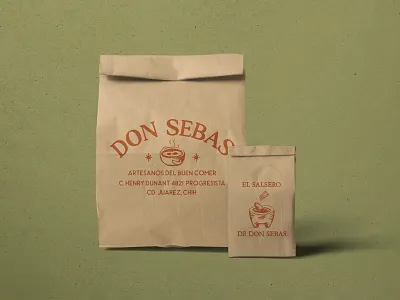 DON SEBAS
ARTESANOS DEL BUEN COMER
C. HENRY DUNANT 4821 PROGRESISTA
CD. JUAREZ, CHIH
EL SALSERO
DE DON SEBAS.